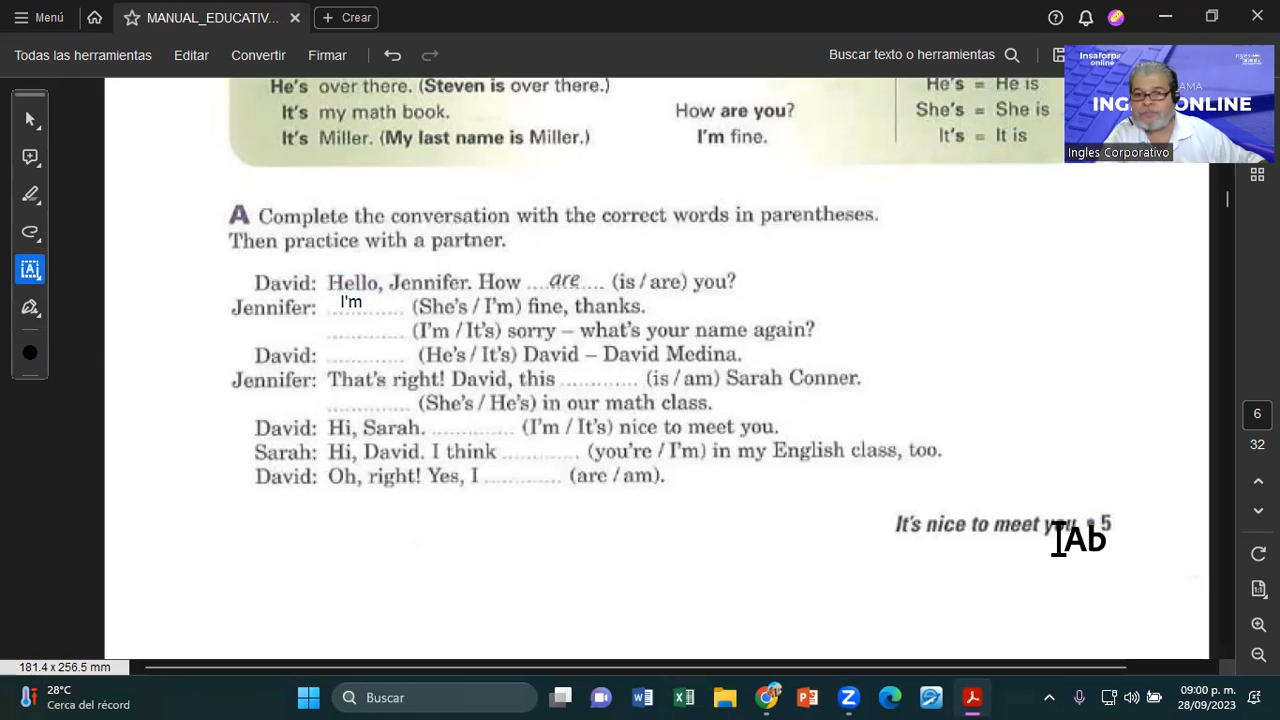 Menú
MANUAL_EDUCATIV...
Crear
Todas las herramientas
Editar
Convertir
Firmar
Buscar texto o herramientas
Insaforp
online
INGLES ONLINE
Ingles Corporativo
He's over there. (Steven is over there.)
It's my math book.
It's Miller. (My last name is Miller.)
How are you?
I'm fine.
He's = He is
She's = She is
It's = It is
A Complete the conversation with the correct words in parentheses.
Then practice with a partner.
David: Hello, Jennifer. How ....are.... (is / are) you?
Jennifer: I'm (She's / I'm) fine, thanks.
............ (I'm / It's) sorry – what's your name again?
David: ............ (He's / It's) David – David Medina.
Jennifer: That's right! David, this ............ (is / am) Sarah Conner.
............ (She's / He's) in our math class.
David: Hi, Sarah. ............ (I'm / It's) nice to meet you.
Sarah: Hi, David. I think ............ (you're / I'm) in my English class, too.
David: Oh, right! Yes, I ............ (are / am).
It's nice to meet you. • 5
Ab
6
32
181.4 x 256.5 mm
28°C
Cerca del récord
Buscar
09:00 p. m.
28/09/2023